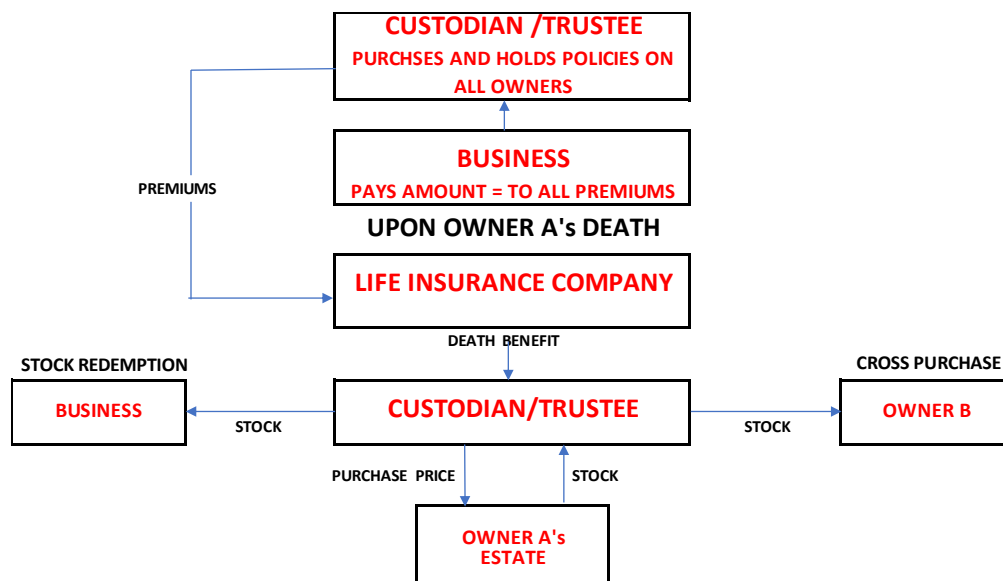 CUSTODIAN /TRUSTEE
PURCHSES AND HOLDS POLICIES ON
ALL OWNERS
BUSINESS
PAYS AMOUNT = TO ALL PREMIUMS
PREMIUMS
UPON OWNER A's DEATH
LIFE INSURANCE COMPANY
DEATH BENEFIT
STOCK REDEMPTION
CROSS PURCHASE
BUSINESS
STOCK
CUSTODIAN/TRUSTEE
STOCK
OWNER B
PURCHASE PRICE
STOCK
OWNER A's
ESTATE